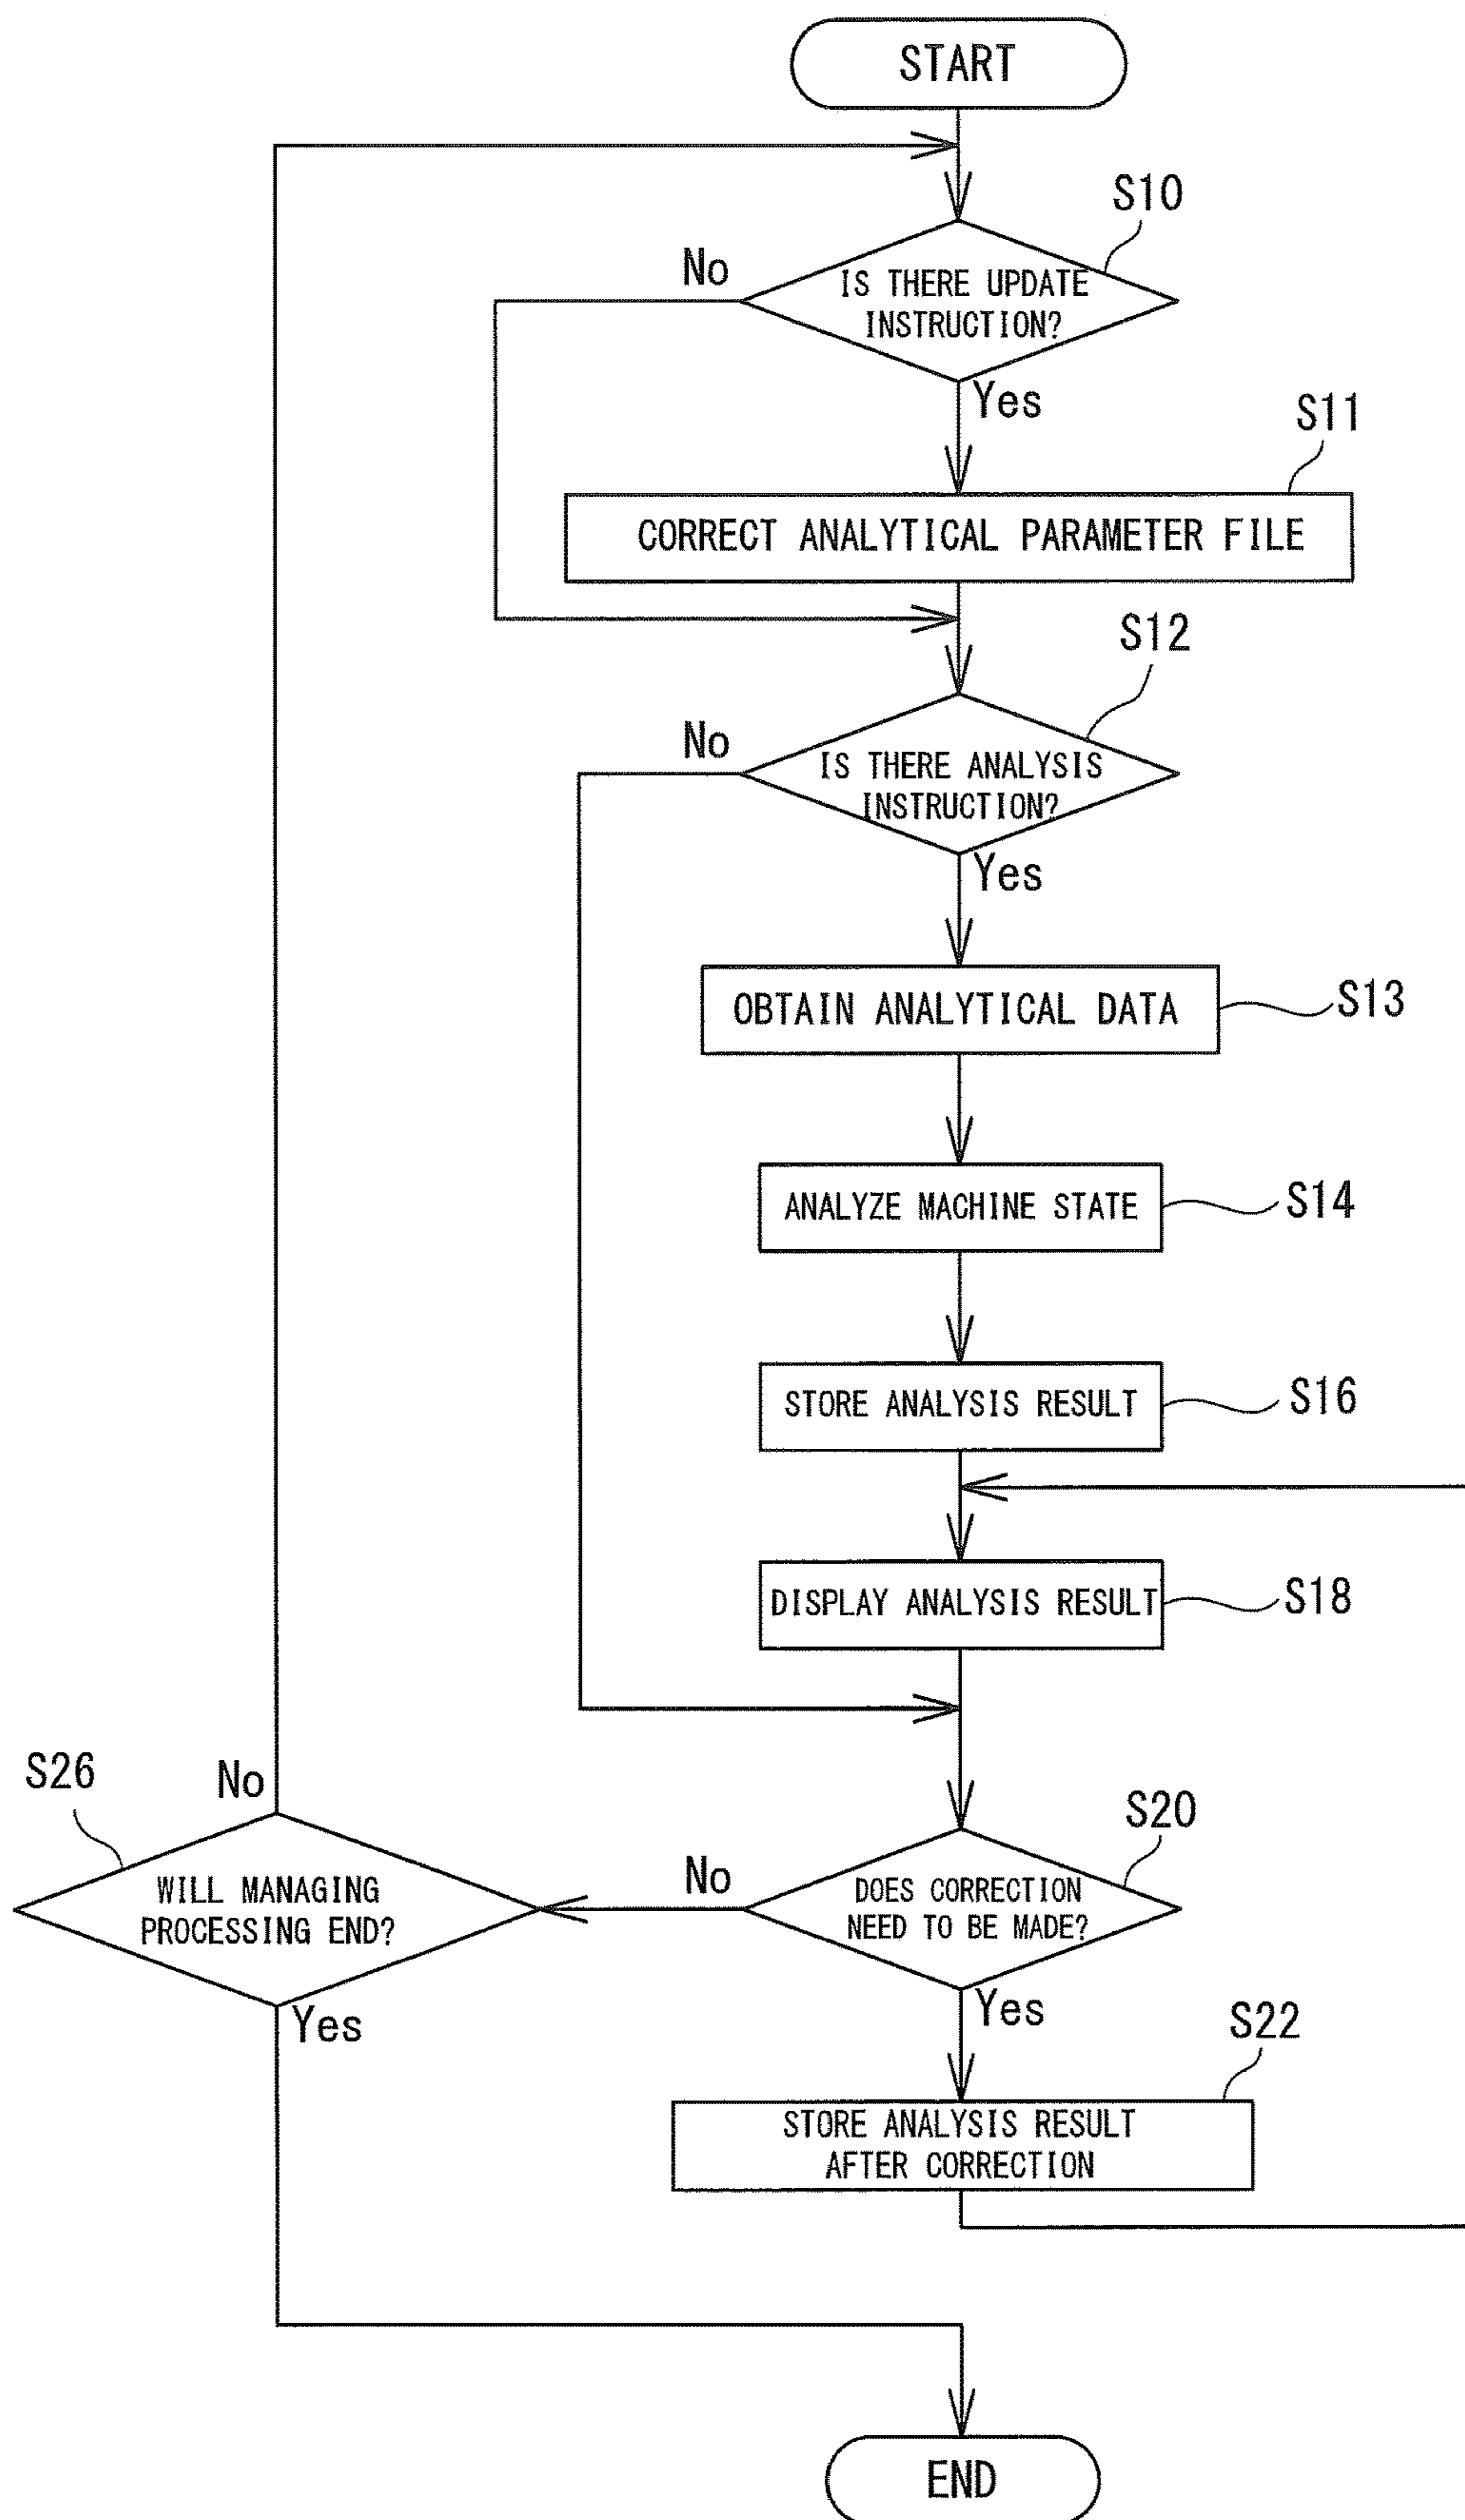 START
S10
No
IS THERE UPDATE
INSTRUCTION?
Yes
S11
CORRECT ANALYTICAL PARAMETER FILE
S12
No
IS THERE ANALYSIS
INSTRUCTION?
Yes
OBTAIN ANALYTICAL DATA
S13
ANALYZE MACHINE STATE
S14
STORE ANALYSIS RESULT
S16
DISPLAY ANALYSIS RESULT
S18
S26
No
WILL MANAGING
PROCESSING END?
Yes
S20
No
DOES CORRECTION
NEED TO BE MADE?
Yes
S22
STORE ANALYSIS RESULT
AFTER CORRECTION
END